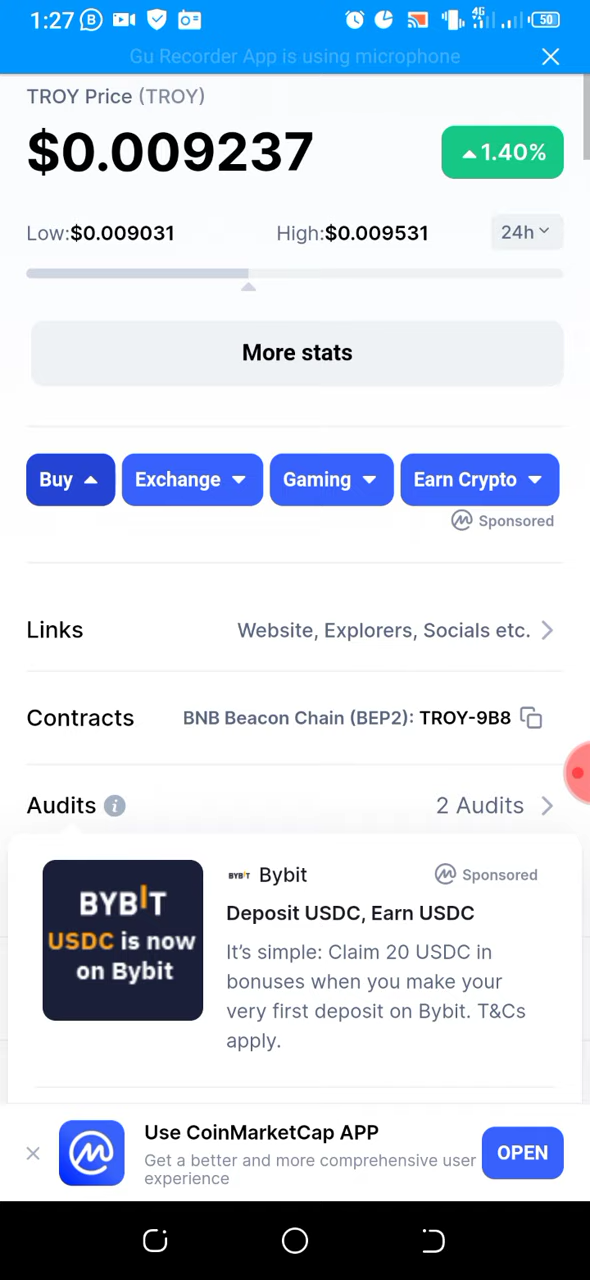 1:27
4G
50
Gu Recorder App is using microphone
TROY Price (TROY)
$0.009237
1.40%
Low:$0.009031 High:$0.009531 24h
More stats
Buy Exchange Gaming Earn Crypto
Sponsored
Links Website, Explorers, Socials etc.
Contracts BNB Beacon Chain (BEP2): TROY-9B8
Audits 2 Audits
BYBIT
USDC is now
on Bybit
BYBIT Bybit Sponsored
Deposit USDC, Earn USDC
It's simple: Claim 20 USDC in
bonuses when you make your
very first deposit on Bybit. T&Cs
apply.
Use CoinMarketCap APP
Get a better and more comprehensive user
experience
OPEN